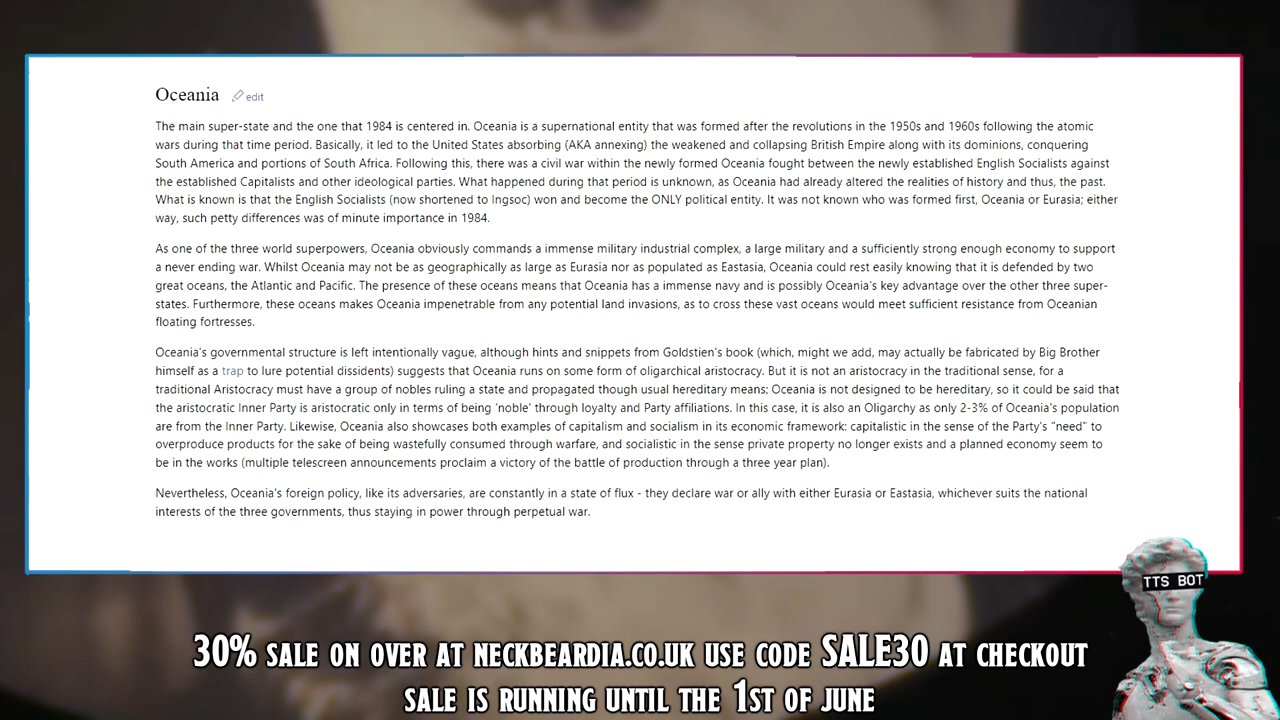 Oceania edit
The main super-state and the one that 1984 is centered in. Oceania is a supernational entity that was formed after the revolutions in the 1950s and 1960s following the atomic
wars during that time period. Basically, it led to the United States absorbing (AKA annexing) the weakened and collapsing British Empire along with its dominions, conquering
South America and portions of South Africa. Following this, there was a civil war within the newly formed Oceania fought between the newly established English Socialists against
the established Capitalists and other ideological parties. What happened during that period is unknown, as Oceania had already altered the realities of history and thus, the past.
What is known is that the English Socialists (now shortened to Ingsoc) won and become the ONLY political entity. It was not known who was formed first, Oceania or Eurasia; either
way, such petty differences was of minute importance in 1984.
As one of the three world superpowers, Oceania obviously commands a immense military industrial complex, a large military and a sufficiently strong enough economy to support
a never ending war. Whilst Oceania may not be as geographically as large as Eurasia nor as populated as Eastasia, Oceania could rest easily knowing that it is defended by two
great oceans, the Atlantic and Pacific. The presence of these oceans means that Oceania has a immense navy and is possibly Oceania's key advantage over the other three super-
states. Furthermore, these oceans makes Oceania impenetrable from any potential land invasions, as to cross these vast oceans would meet sufficient resistance from Oceanian
floating fortresses.
Oceania's governmental structure is left intentionally vague, although hints and snippets from Goldstien's book (which, might we add, may actually be fabricated by Big Brother
himself as a trap to lure potential dissidents) suggests that Oceania runs on some form of oligarchical aristocracy. But it is not an aristocracy in the traditional sense, for a
traditional Aristocracy must have a group of nobles ruling a state and propagated though usual hereditary means; Oceania is not designed to be hereditary, so it could be said that
the aristocratic Inner Party is aristocratic only in terms of being 'noble' through loyalty and Party affiliations. In this case, it is also an Oligarchy as only 2-3% of Oceania's population
are from the Inner Party. Likewise, Oceania also showcases both examples of capitalism and socialism in its economic framework: capitalistic in the sense of the Party's "need" to
overproduce products for the sake of being wastefully consumed through warfare, and socialistic in the sense private property no longer exists and a planned economy seem to
be in the works (multiple telescreen announcements proclaim a victory of the battle of production through a three year plan).
Nevertheless, Oceania's foreign policy, like its adversaries, are constantly in a state of flux - they declare war or ally with either Eurasia or Eastasia, whichever suits the national
interests of the three governments, thus staying in power through perpetual war.
TTS BOT
30% SALE ON OVER AT NECKBEARDIA.CO.UK USE CODE SALE30 AT CHECKOUT
SALE IS RUNNING UNTIL THE 1ST OF JUNE